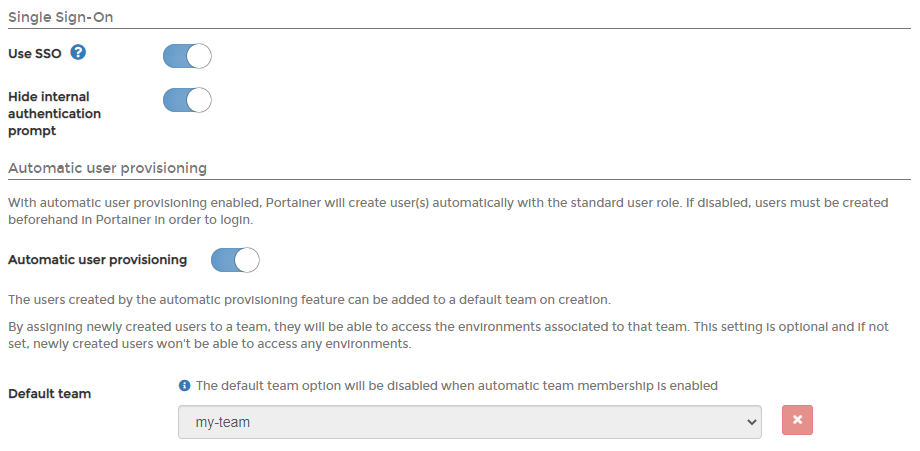 Single Sign-On
Use SSO ?
Hide internal
authentication
prompt
Automatic user provisioning
With automatic user provisioning enabled, Portainer will create user(s) automatically with the standard user role. If disabled, users must be created
beforehand in Portainer in order to login.
Automatic user provisioning
The users created by the automatic provisioning feature can be added to a default team on creation.
By assigning newly created users to a team, they will be able to access the environments associated to that team. This setting is optional and if not
set, newly created users won't be able to access any environments.
Default team
The default team option will be disabled when automatic team membership is enabled
my-team